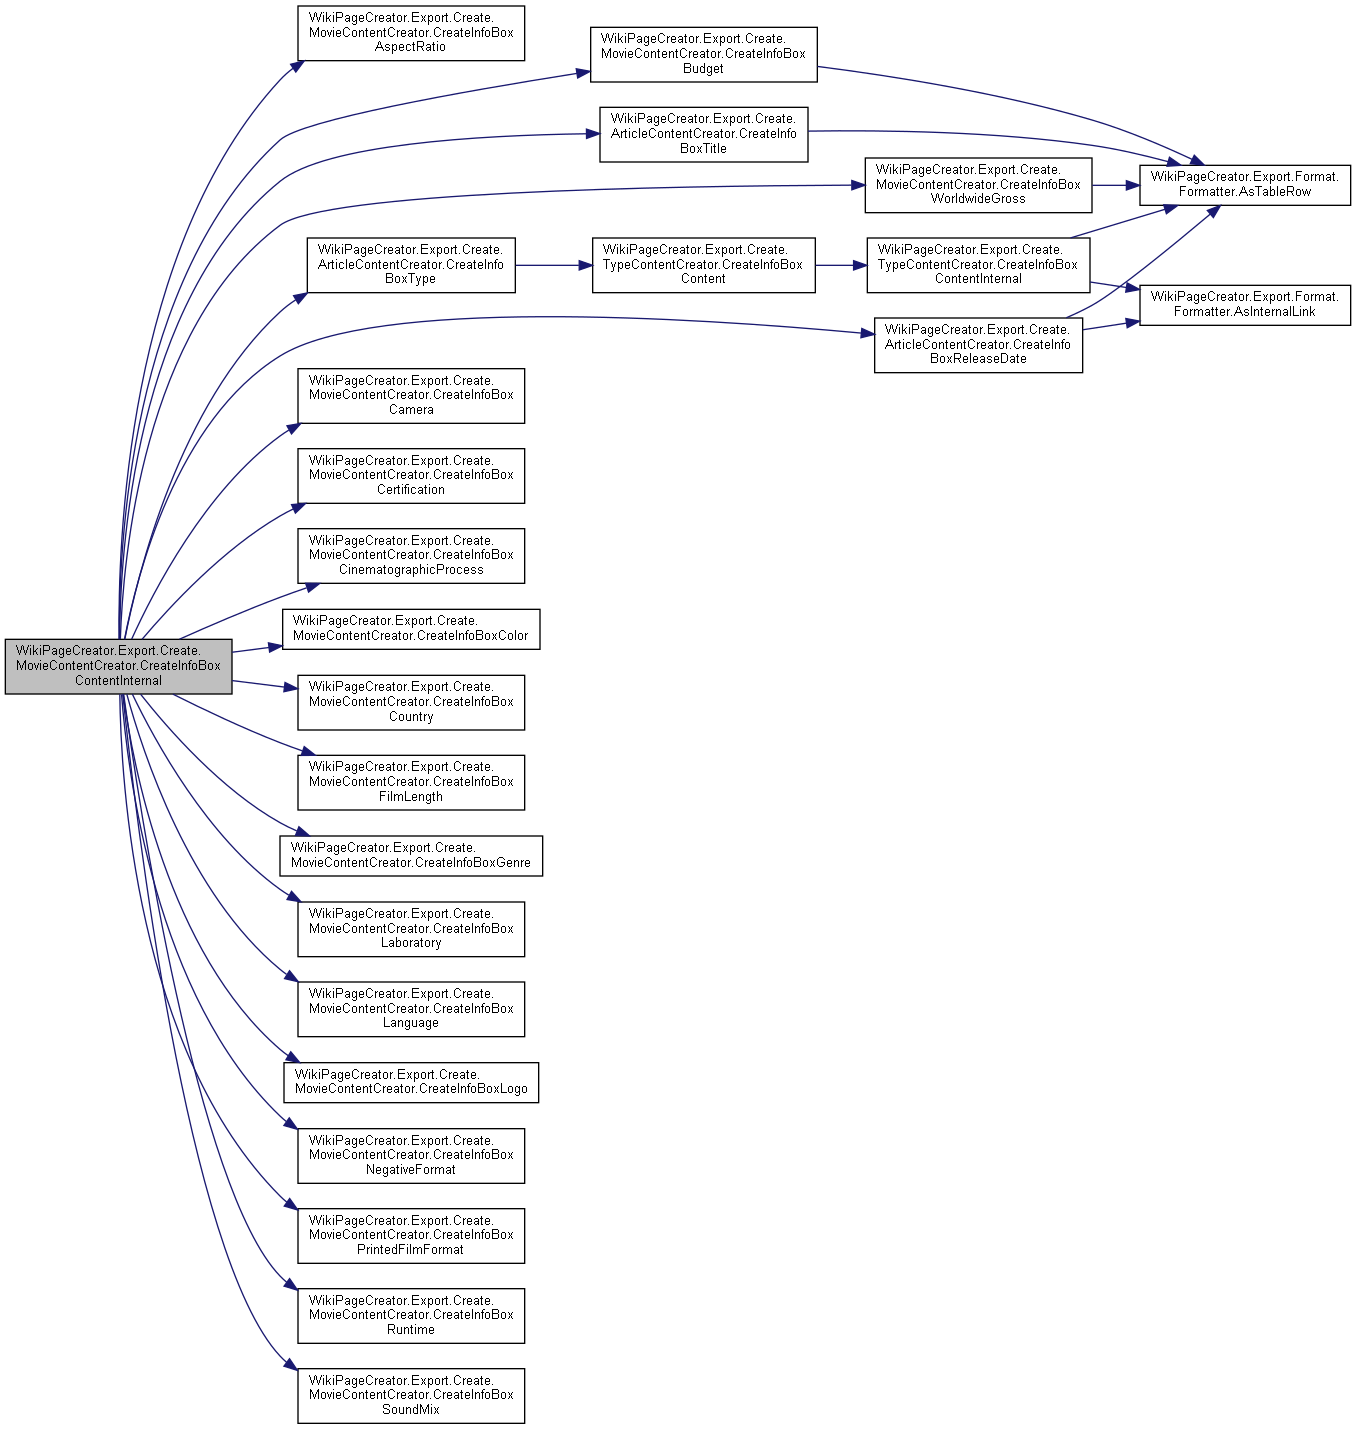 WikiPageCreator.Export.Create.
MovieContentCreator.CreateInfoBox
AspectRatio
WikiPageCreator.Export.Create.
MovieContentCreator.CreateInfoBox
Budget
WikiPageCreator.Export.Create.
ArticleContentCreator.CreateInfo
BoxTitle
WikiPageCreator.Export.Create.
MovieContentCreator.CreateInfoBox
WorldwideGross
WikiPageCreator.Export.Format.
Formatter.AsTableRow
WikiPageCreator.Export.Create.
ArticleContentCreator.CreateInfo
BoxType
WikiPageCreator.Export.Create.
TypeContentCreator.CreateInfoBox
Content
WikiPageCreator.Export.Create.
TypeContentCreator.CreateInfoBox
ContentInternal
WikiPageCreator.Export.Format.
Formatter.AsInternalLink
WikiPageCreator.Export.Create.
ArticleContentCreator.CreateInfo
BoxReleaseDate
WikiPageCreator.Export.Create.
MovieContentCreator.CreateInfoBox
Camera
WikiPageCreator.Export.Create.
MovieContentCreator.CreateInfoBox
Certification
WikiPageCreator.Export.Create.
MovieContentCreator.CreateInfoBox
CinematographicProcess
WikiPageCreator.Export.Create.
MovieContentCreator.CreateInfoBoxColor
WikiPageCreator.Export.Create.
MovieContentCreator.CreateInfoBox
ContentInternal
WikiPageCreator.Export.Create.
MovieContentCreator.CreateInfoBox
Country
WikiPageCreator.Export.Create.
MovieContentCreator.CreateInfoBox
FilmLength
WikiPageCreator.Export.Create.
MovieContentCreator.CreateInfoBoxGenre
WikiPageCreator.Export.Create.
MovieContentCreator.CreateInfoBox
Laboratory
WikiPageCreator.Export.Create.
MovieContentCreator.CreateInfoBox
Language
WikiPageCreator.Export.Create.
MovieContentCreator.CreateInfoBoxLogo
WikiPageCreator.Export.Create.
MovieContentCreator.CreateInfoBox
NegativeFormat
WikiPageCreator.Export.Create.
MovieContentCreator.CreateInfoBox
PrintedFilmFormat
WikiPageCreator.Export.Create.
MovieContentCreator.CreateInfoBox
Runtime
WikiPageCreator.Export.Create.
MovieContentCreator.CreateInfoBox
SoundMix